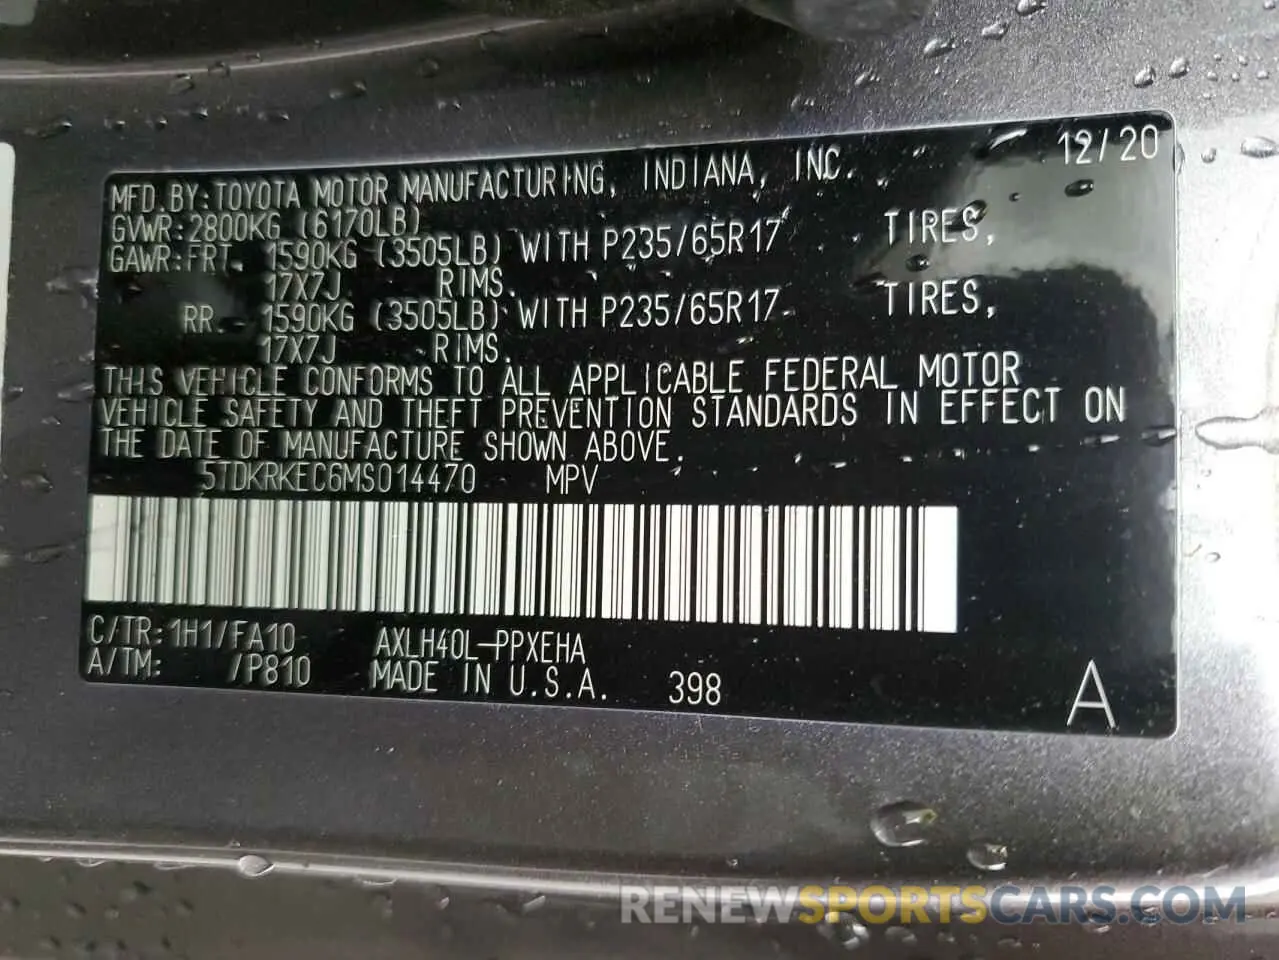 12/20
MFD.BY:TOYOTA MOTOR MANUFACTURING, INDIANA, INC.
GVWR:2800KG (6170LB)
GAWR:FRT. 1590KG (3505LB) WITH P235/65R17 TIRES,
17X7J RIMS.
RR. 1590KG (3505LB) WITH P235/65R17 TIRES,
17X7J RIMS.
THIS VEHICLE CONFORMS TO ALL APPLICABLE FEDERAL MOTOR
VEHICLE SAFETY AND THEFT PREVENTION STANDARDS IN EFFECT ON
THE DATE OF MANUFACTURE SHOWN ABOVE.
5TDKRKEC6MS014470 MPV
C/TR:1H1/FA10 AXLH40L-PPXEHA
A/TM: /P810 MADE IN U.S.A. 398
A
RENEWSPORTSCARS.COM